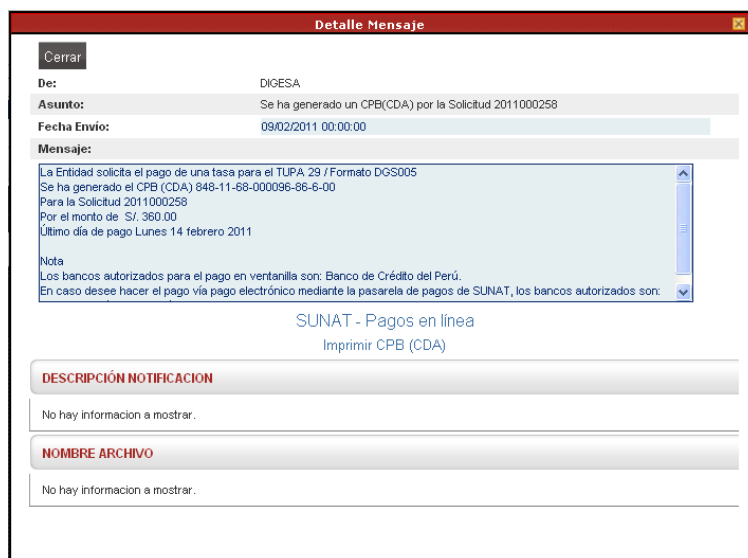 Detalle Mensaje
Cerrar
De: DIGESA
Asunto: Se ha generado un CPB(CDA) por la Solicitud 2011000258
Fecha Envío: 09/02/2011 00:00:00
Mensaje:
La Entidad solicita el pago de una tasa para el TUPA 29 / Formato DGS005
Se ha generado el CPB (CDA) 848-11-68-000096-86-6-00
Para la Solicitud 2011000258
Por el monto de S/. 360.00
Último día de pago Lunes 14 febrero 2011
Nota
Los bancos autorizados para el pago en ventanilla son: Banco de Crédito del Perú.
En caso desee hacer el pago vía pago electrónico mediante la pasarela de pagos de SUNAT, los bancos autorizados son:
SUNAT - Pagos en línea
Imprimir CPB (CDA)
DESCRIPCIÓN NOTIFICACION
No hay informacion a mostrar.
NOMBRE ARCHIVO
No hay informacion a mostrar.